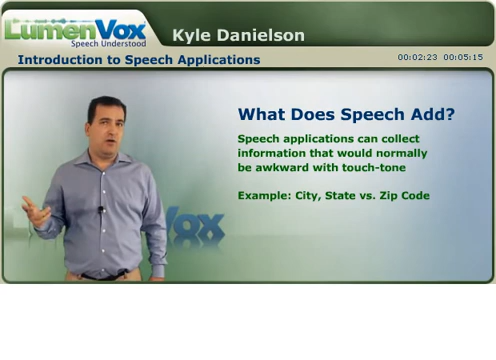 LumenVox
Speech Understood
Kyle Danielson
Introduction to Speech Applications
00:02:23 00:05:15
What Does Speech Add?
Speech applications can collect
information that would normally
be awkward with touch-tone
Example: City, State vs. Zip Code
Vox